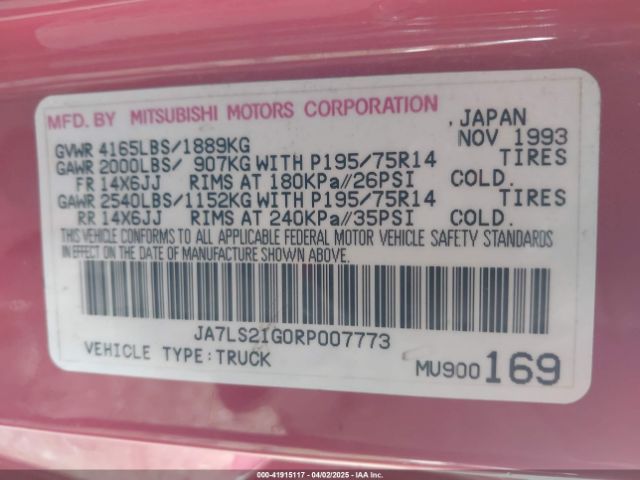 MFD. BY MITSUBISHI MOTORS CORPORATION , JAPAN
GVWR 4165LBS/1889KG NOV 1993
GAWR 2000LBS/ 907KG WITH P195/75R14 TIRES
FR 14X6JJ RIMS AT 180KPa//26PSI COLD.
GAWR 2540LBS/1152KG WITH P195/75R14 TIRES
RR 14X6JJ RIMS AT 240KPa//35PSI COLD.
THIS VEHICLE CONFORMS TO ALL APPLICABLE FEDERAL MOTOR VEHICLE SAFETY STANDARDS
IN EFFECT ON THE DATE OF MANUFACTURE SHOWN ABOVE.
JA7LS21G0RP007773
VEHICLE TYPE:TRUCK MU900169
000-41915117 - 04/02/2025 - IAAI, Inc.